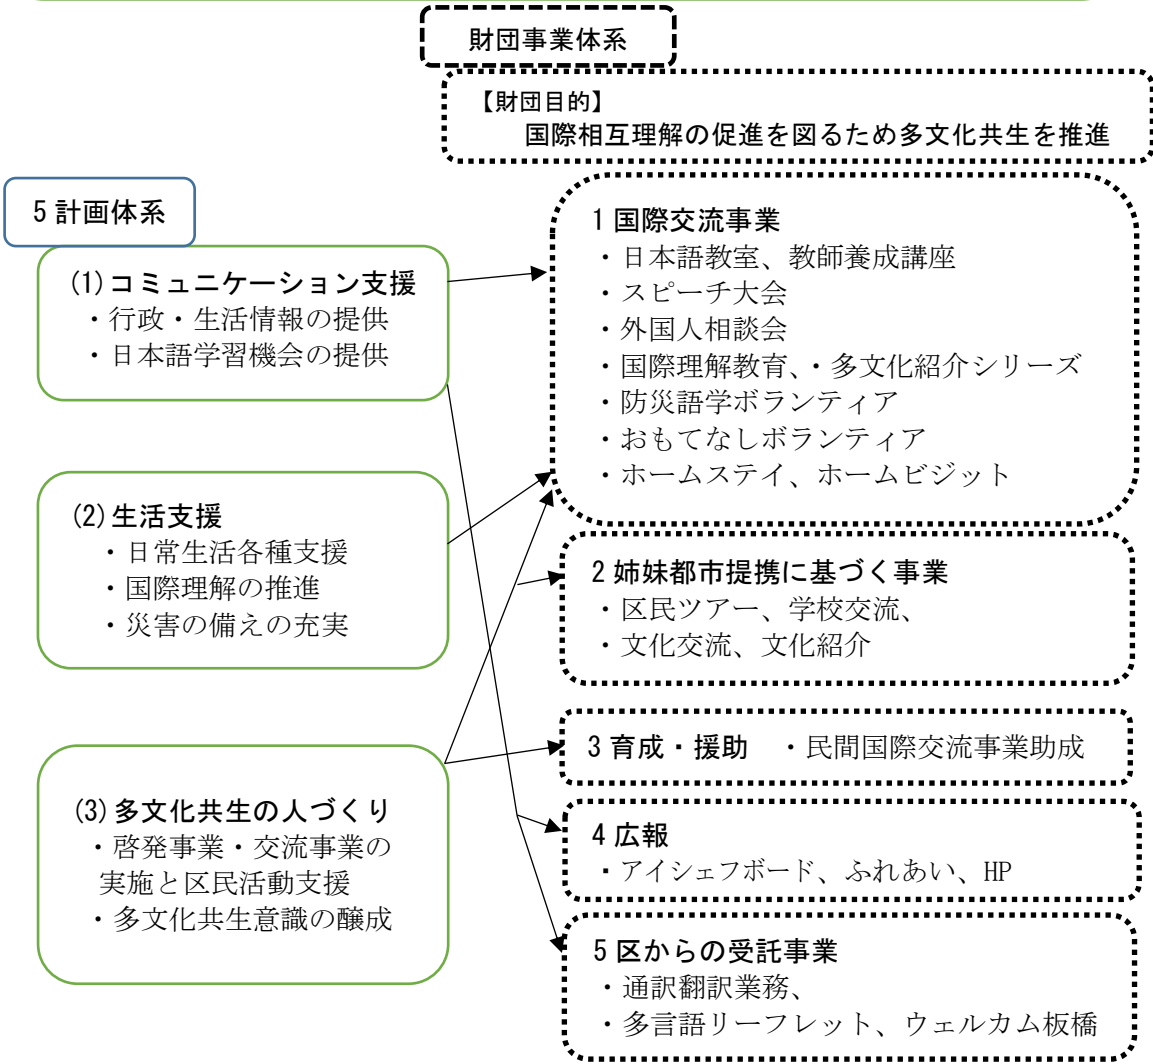 財団事業体系
【財団目的】
国際相互理解の促進を図るため多文化共生を推進
5 計画体系
(1)コミュニケーション支援
・行政・生活情報の提供
・日本語学習機会の提供
(2)生活支援
・日常生活各種支援
・国際理解の推進
・災害の備えの充実
(3)多文化共生の人づくり
・啓発事業・交流事業の
実施と区民活動支援
・多文化共生意識の醸成
1 国際交流事業
・日本語教室、教師養成講座
・スピーチ大会
・外国人相談会
・国際理解教育、・多文化紹介シリーズ
・防災語学ボランティア
・おもてなしボランティア
・ホームステイ、ホームビジット
2 姉妹都市提携に基づく事業
・区民ツアー、学校交流、
・文化交流、文化紹介
3 育成・援助　・民間国際交流事業助成
4 広報
・アイシェフボード、ふれあい、HP
5 区からの受託事業
・通訳翻訳業務、
・多言語リーフレット、ウェルカム板橋